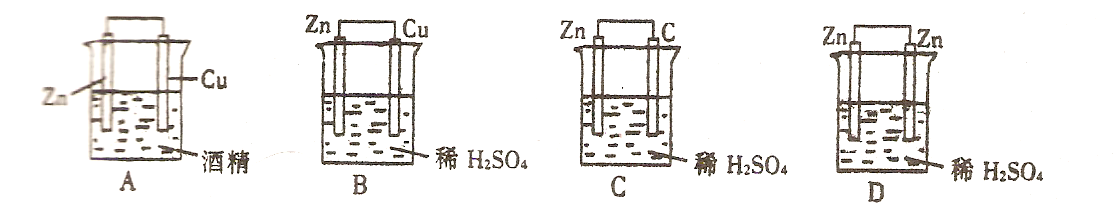 Zn Cu 酒精 A
Zn Cu 稀 H₂SO₄ B
Zn C 稀 H₂SO₄ C
Zn Zn 稀 H₂SO₄ D